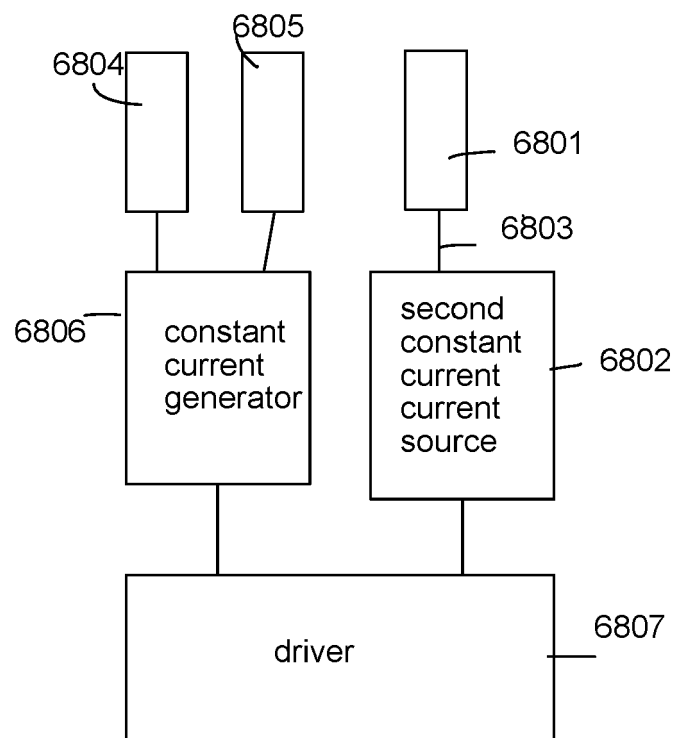 6805
6804
6801
6803
6806
constant
current
generator
second
constant
current
current
source
6802
driver
6807